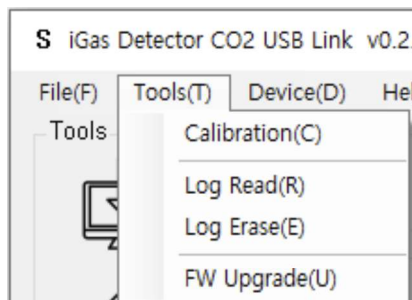 S iGas Detector CO2 USB Link v0.2
File(F) Tools(T) Device(D)
Tools
Calibration(C)
Log Read(R)
Log Erase(E)
FW Upgrade(U)